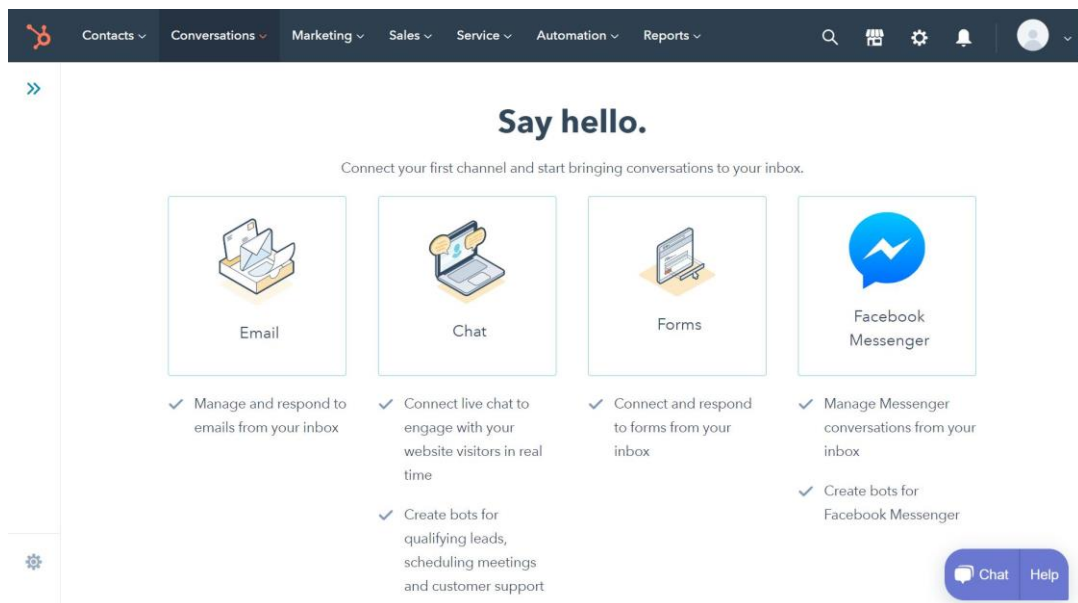 Contacts Conversations Marketing Sales Service Automation Reports
Say hello.
Connect your first channel and start bringing conversations to your inbox.
Email
Chat
Forms
Facebook
Messenger
Manage and respond to
emails from your inbox
Connect live chat to
engage with your
website visitors in real
time
Create bots for
qualifying leads,
scheduling meetings
and customer support
Connect and respond
to forms from your
inbox
Manage Messenger
conversations from your
inbox
Create bots for
Facebook Messenger
Chat Help